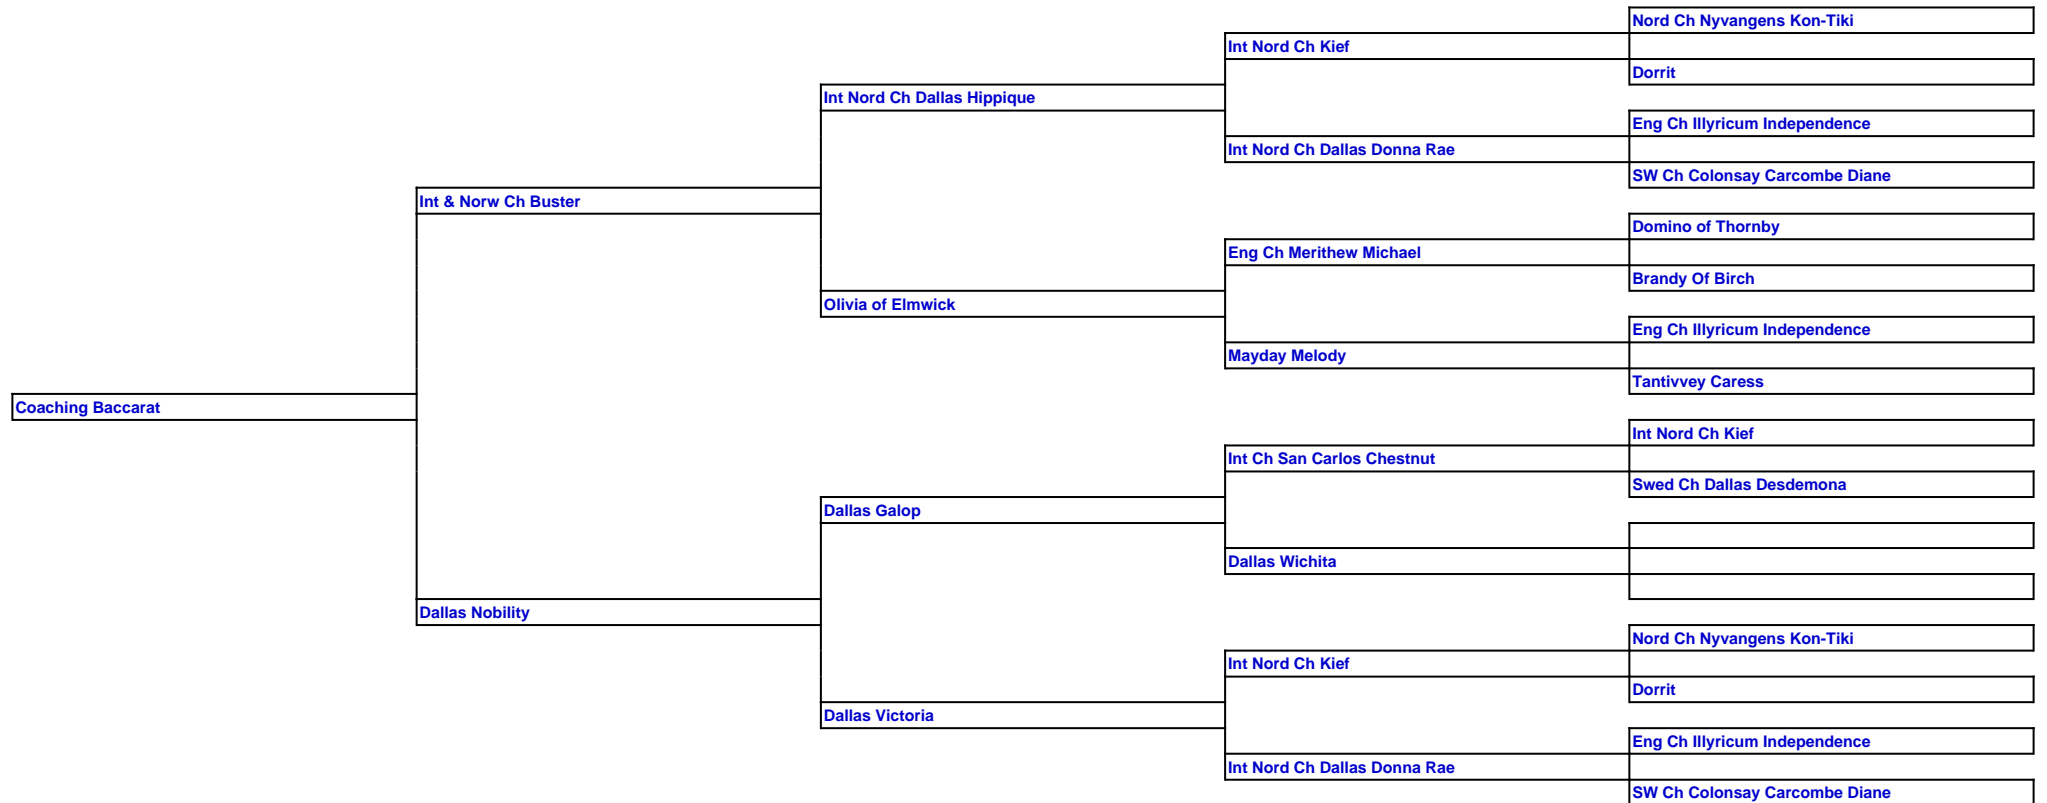 Nord Ch Nyvangens Kon-Tiki
Int Nord Ch Kief
Dorrit
Int Nord Ch Dallas Hippique
Eng Ch Illyricum Independence
Int Nord Ch Dallas Donna Rae
SW Ch Colonsay Carcombe Diane
Int & Norw Ch Buster
Domino of Thornby
Eng Ch Merithew Michael
Brandy Of Birch
Olivia of Elmwick
Eng Ch Illyricum Independence
Mayday Melody
Tantivvey Caress
Coaching Baccarat
Int Nord Ch Kief
Int Ch San Carlos Chestnut
Swed Ch Dallas Desdemona
Dallas Galop
Dallas Wichita
Dallas Nobility
Nord Ch Nyvangens Kon-Tiki
Int Nord Ch Kief
Dorrit
Dallas Victoria
Eng Ch Illyricum Independence
Int Nord Ch Dallas Donna Rae
SW Ch Colonsay Carcombe Diane